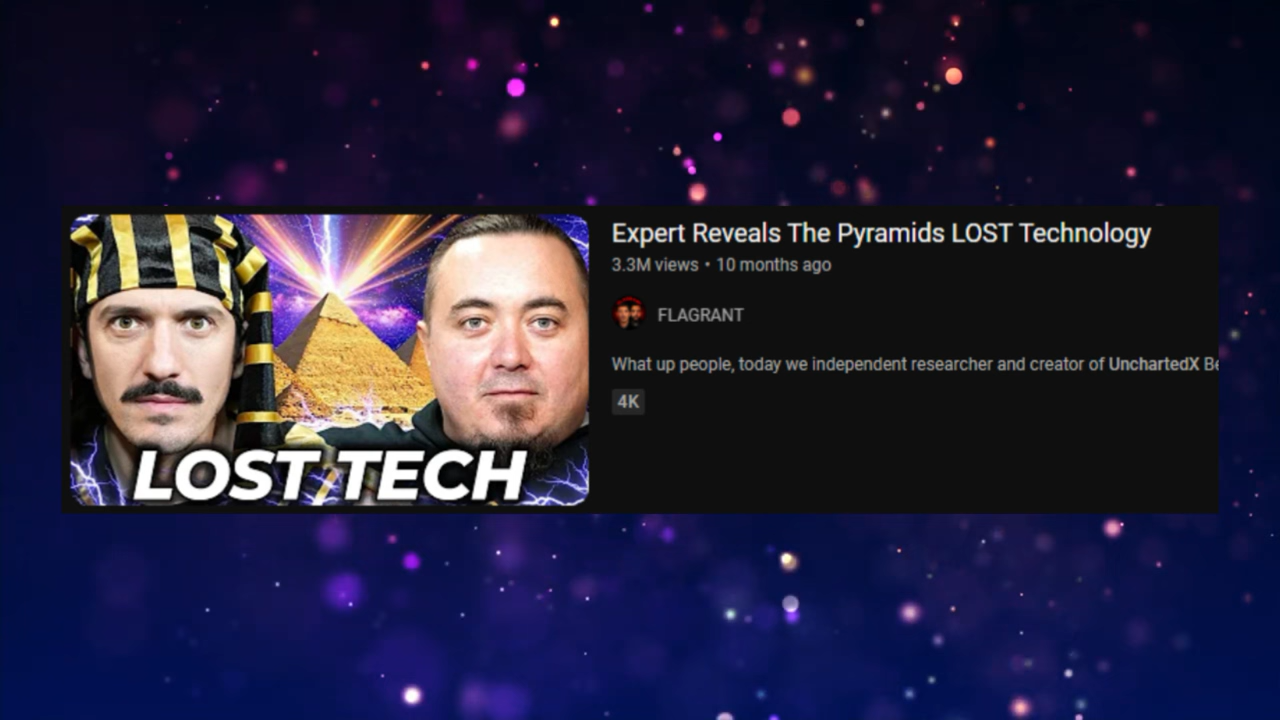 LOST TECH
Expert Reveals The Pyramids LOST Technology
3.3M views • 10 months ago
FLAGRANT
What up people, today we independent researcher and creator of UnchartedX Be
4K